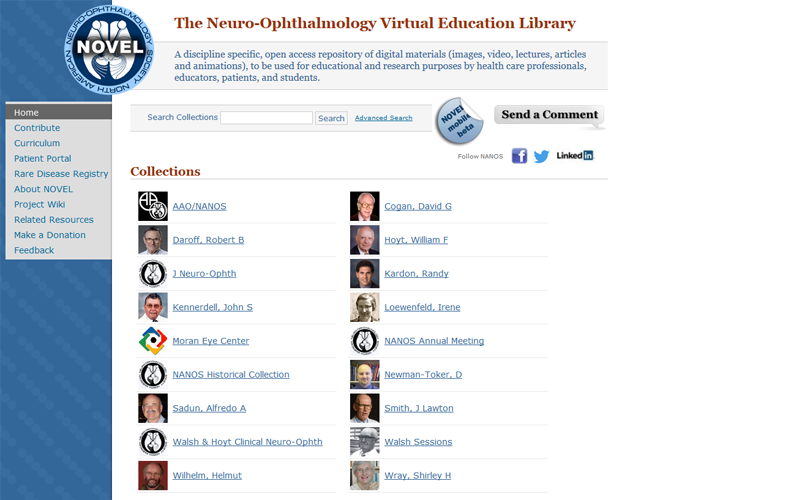 The Neuro-Ophthalmology Virtual Education Library
NORTH AMERICAN NEURO-OPHTHALMOLOGY SOCIETY
NOVEL
A discipline specific, open access repository of digital materials (images, video, lectures, articles
and animations), to be used for educational and research purposes by health care professionals,
educators, patients, and students.
Home
Contribute
Curriculum
Patient Portal
Rare Disease Registry
About NOVEL
Project Wiki
Related Resources
Make a Donation
Feedback
Search Collections Search Advanced Search
NOVEL
mobile
beta
Send a Comment
Follow NANOS f LinkedIn
Collections
AAO/NANOS
Cogan, David G
Daroff, Robert B
Hoyt, William F
J Neuro-Ophth
Kardon, Randy
Kennerdell, John S
Loewenfeld, Irene
Moran Eye Center
NANOS Annual Meeting
NANOS Historical Collection
Newman-Toker, D
Sadun, Alfredo A
Smith, J Lawton
Walsh & Hoyt Clinical Neuro-Ophth
Walsh Sessions
Wilhelm, Helmut
Wray, Shirley H